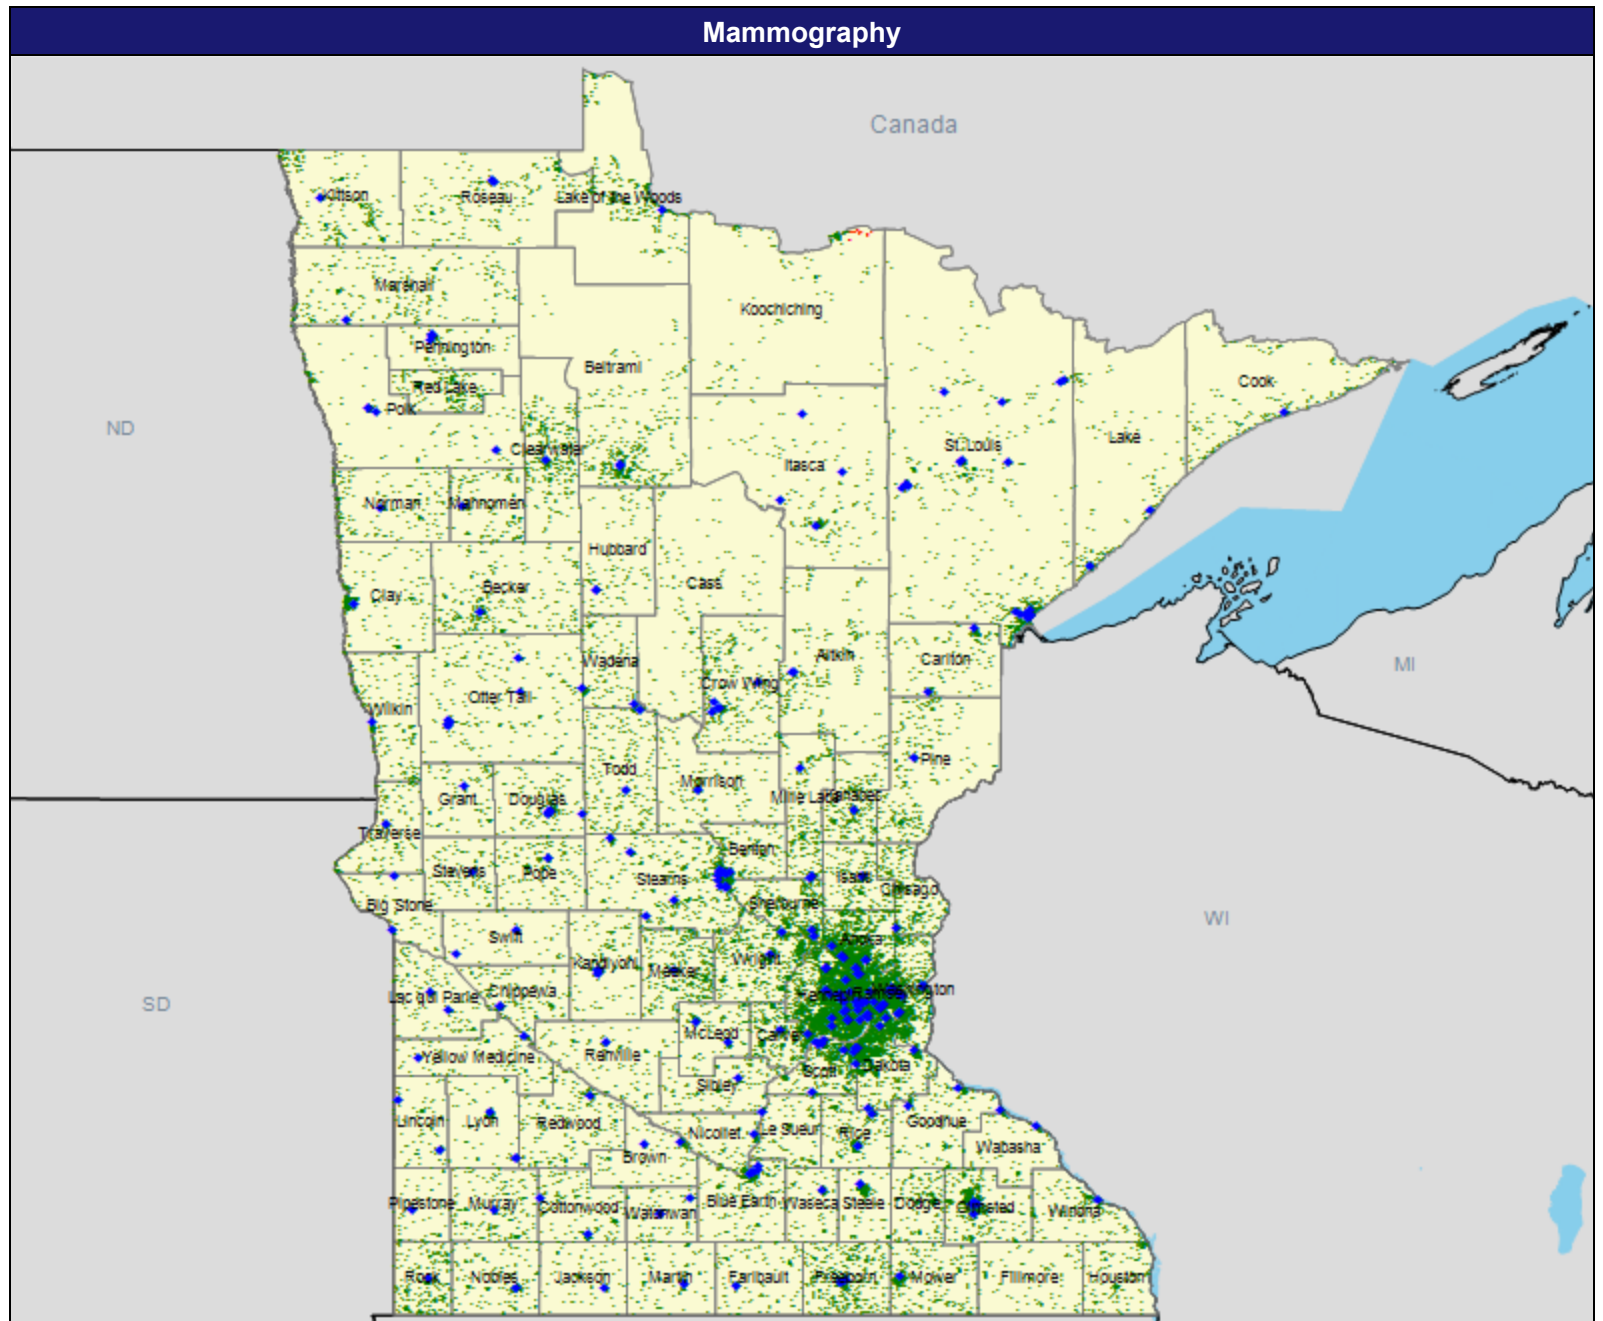 Mammography
Canada
Kittson
Roseau
Lake of the Woods
Marshall
Koochiching
Pennington
Beltrami
Red Lake
Cook
Polk
ND
Lake
St. Louis
Clearwater
Itasca
Norman
Mahnomen
Hubbard
Cass
Becker
Clay
Aitkin
Carlton
Wadena
MI
Crow Wing
Otter Tail
Wilkin
Pine
Todd
Morrison
Mille Lacs
Kanabec
Grant
Douglas
Traverse
Benton
Stevens
Pope
Stearns
Isanti
Chisago
Big Stone
Sherburne
WI
Swift
Anoka
Wright
Kandiyohi
Meeker
Lac qui Parle
Chippewa
Hennepin
Ramsey
Washington
SD
McLeod
Carver
Yellow Medicine
Renville
Scott
Dakota
Sibley
Lincoln
Lyon
Redwood
Nicollet
Le Sueur
Rice
Goodhue
Wabasha
Brown
Pipestone
Murray
Cottonwood
Watonwan
Blue Earth
Waseca
Steele
Dodge
Olmsted
Winona
Rock
Nobles
Jackson
Martin
Faribault
Freeborn
Mower
Fillmore
Houston